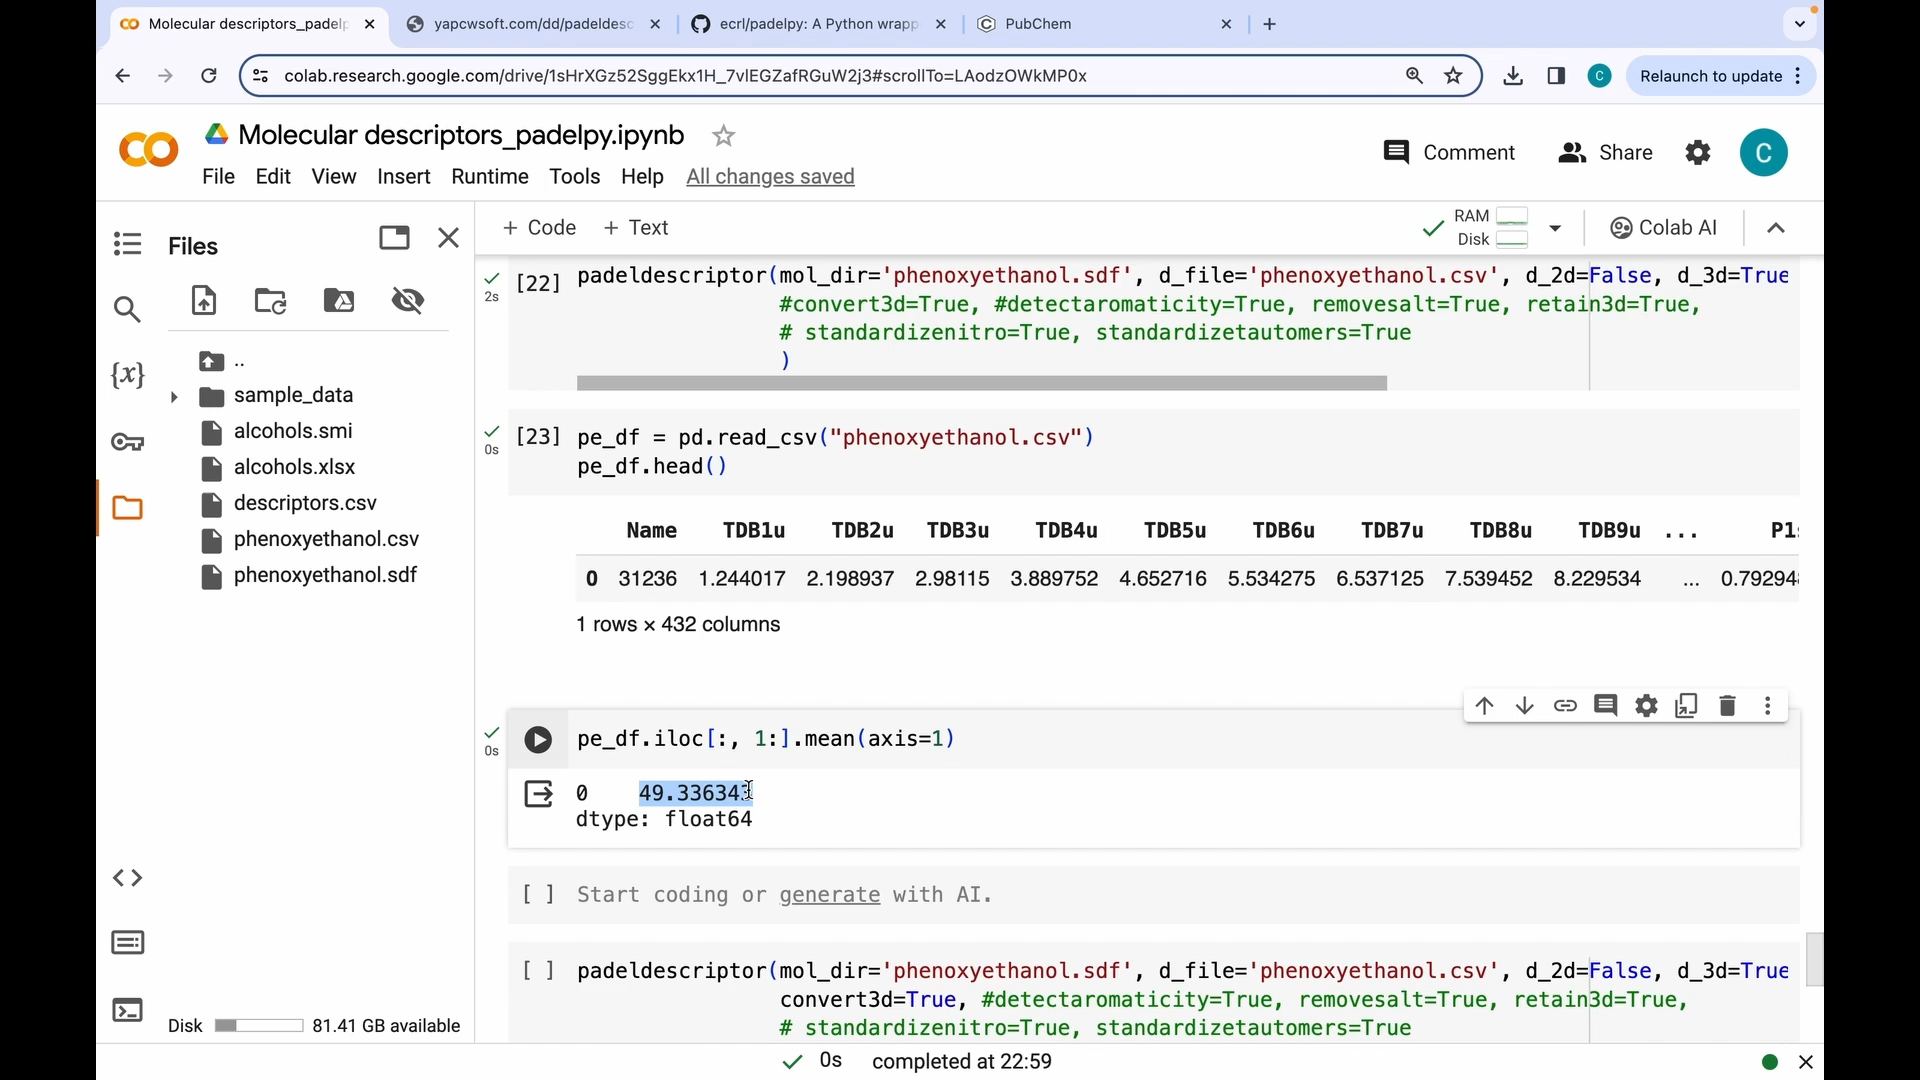 Molecular descriptors_padelp
yapcwsoft.com/dd/padeldesc
ecrl/padelpy: A Python wrapp
PubChem
colab.research.google.com/drive/1sHrXGz52SggEkx1H_7vlEGZafRGuW2j3#scrollTo=LAodzOWkMP0x
C
Relaunch to update
Molecular descriptors_padelpy.ipynb
Comment
Share
C
File Edit View Insert Runtime Tools Help All changes saved
Files
+ Code + Text
RAM
Disk
Colab AI
..
sample_data
alcohols.smi
alcohols.xlsx
descriptors.csv
phenoxyethanol.csv
phenoxyethanol.sdf
{x}
Disk 81.41 GB available
2s
[22] padeldescriptor(mol_dir='phenoxyethanol.sdf', d_file='phenoxyethanol.csv', d_2d=False, d_3d=True
#convert3d=True, #detectaromaticity=True, removesalt=True, retain3d=True,
# standardizenitro=True, standardizetautomers=True
)
0s
[23] pe_df = pd.read_csv("phenoxyethanol.csv")
pe_df.head()
Name TDB1u TDB2u TDB3u TDB4u TDB5u TDB6u TDB7u TDB8u TDB9u ... P1
0 31236 1.244017 2.198937 2.98115 3.889752 4.652716 5.534275 6.537125 7.539452 8.229534 ... 0.79294
1 rows × 432 columns
0s
pe_df.iloc[:, 1:].mean(axis=1)
0 49.336343
dtype: float64
[ ] Start coding or generate with AI.
[ ] padeldescriptor(mol_dir='phenoxyethanol.sdf', d_file='phenoxyethanol.csv', d_2d=False, d_3d=True
convert3d=True, #detectaromaticity=True, removesalt=True, retain3d=True,
# standardizenitro=True, standardizetautomers=True
0s completed at 22:59